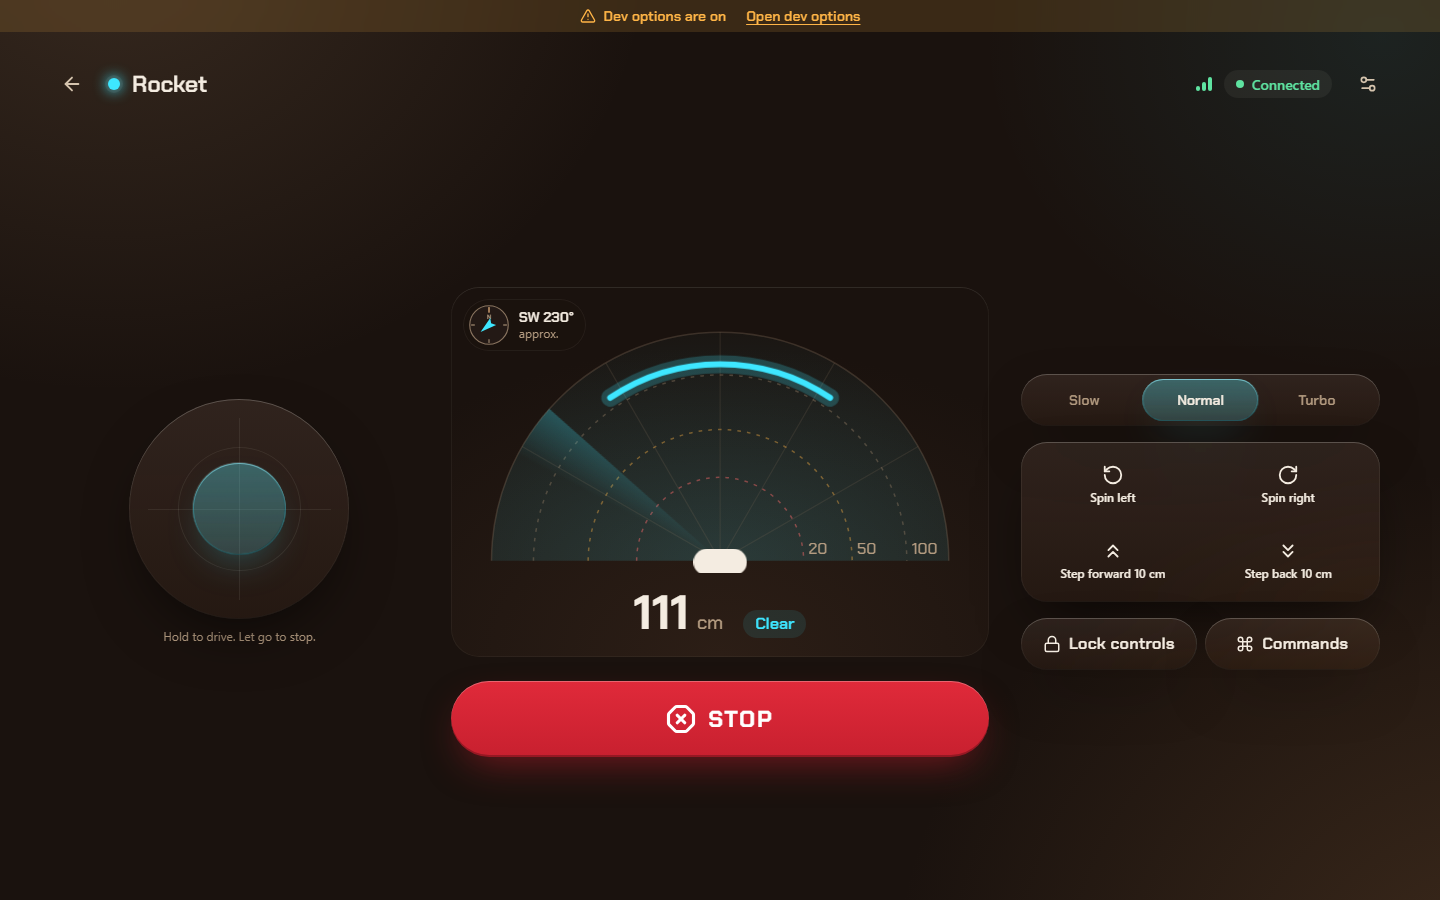 Dev options are on Open dev options
Rocket
Connected
N
SW 230°
approx.
20 50 100
111 cm Clear
Hold to drive. Let go to stop.
STOP
Slow Normal Turbo
Spin left Spin right
Step forward 10 cm Step back 10 cm
Lock controls Commands